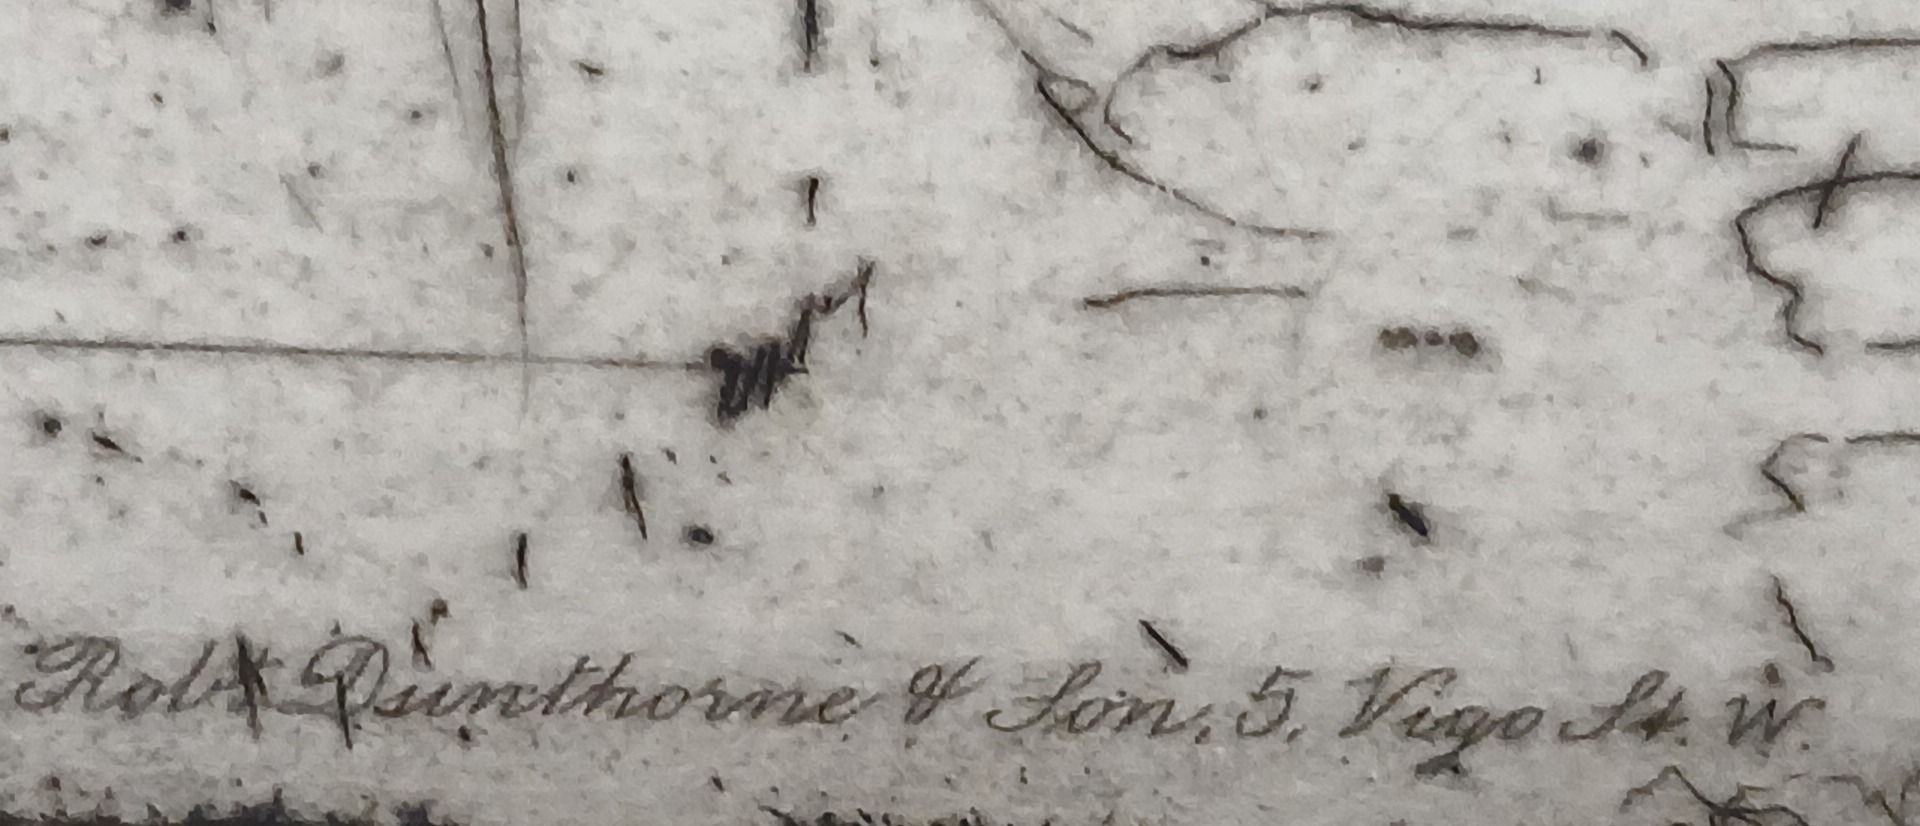 Robt Dunthorne & Son, 5, Vigo St. W.